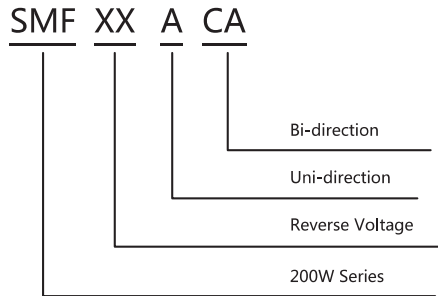 SMF XX A CA
Bi-direction
Uni-direction
Reverse Voltage
200W Series